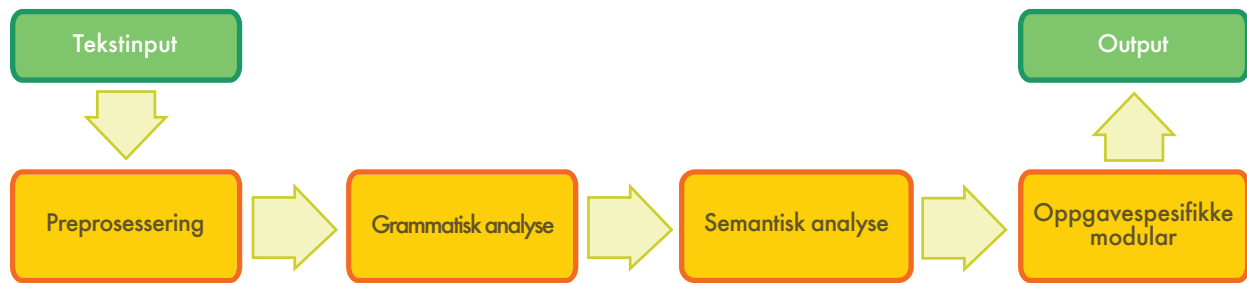 Tekstinput
Output
Preprosessering
Grammatisk analyse
Semantisk analyse
Oppgavespesifikke
modular